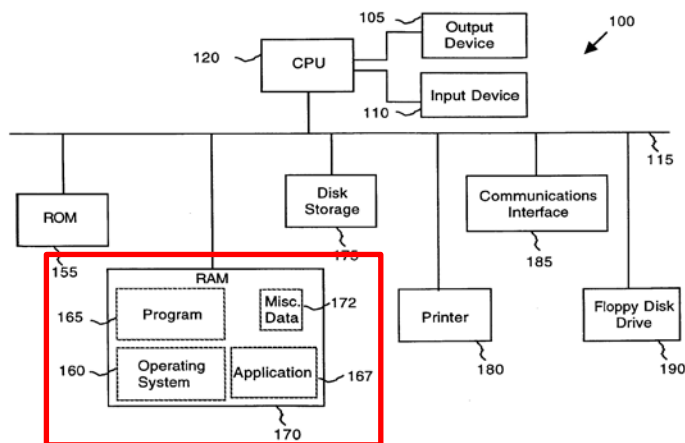 105
Output
Device
100
120
CPU
Input Device
110
115
ROM
Disk
Storage
Communications
Interface
155
175
185
RAM
165
Program
Misc.
Data
172
Printer
Floppy Disk
Drive
160
Operating
System
Application
167
180
190
170